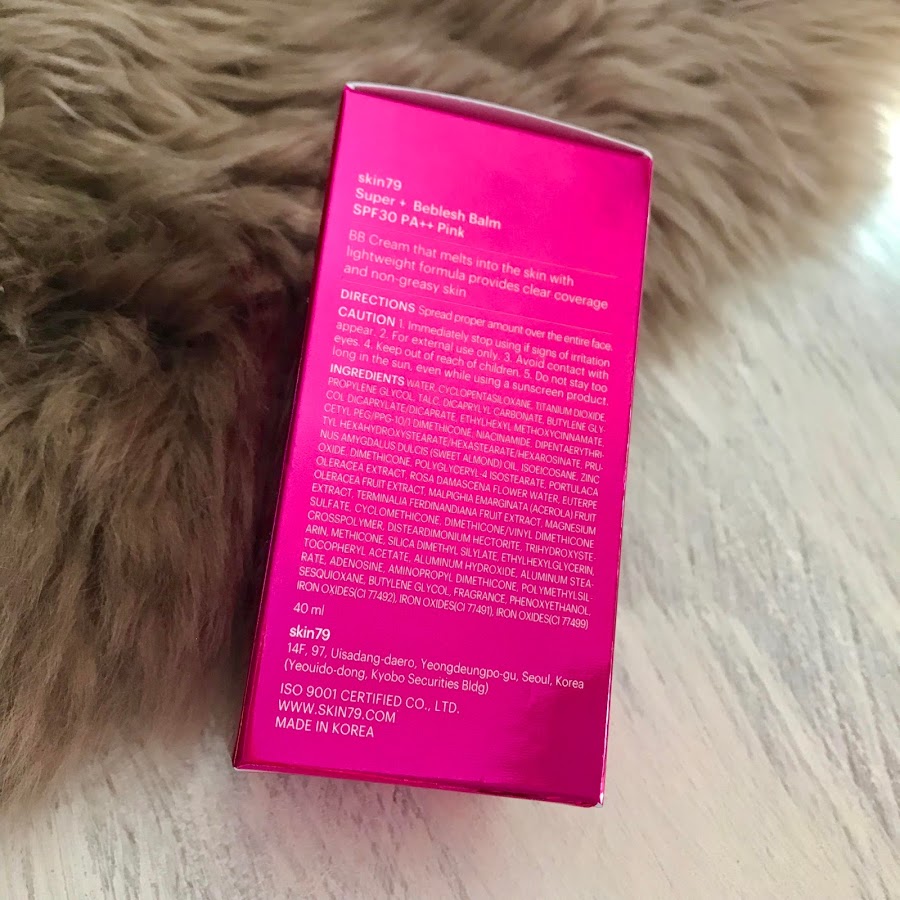 skin79
Super + Beblesh Balm
SPF30 PA++ Pink
BB Cream that melts into the skin with
lightweight formula provides clear coverage
and non-greasy skin
DIRECTIONS Spread proper amount over the entire face.
CAUTION 1. Immediately stop using if signs of irritation
appear. 2. For external use only. 3. Avoid contact with
eyes. 4. Keep out of reach of children. 5. Do not stay too
long in the sun, even while using a sunscreen product.
INGREDIENTS WATER, CYCLOPENTASILOXANE, TITANIUM DIOXIDE,
PROPYLENE GLYCOL, TALC, DICAPRYLYL CARBONATE, BUTYLENE GLY-
COL DICAPRYLATE/DICAPRATE, ETHYLHEXYL METHOXYCINNAMATE,
CETYL PEG/PPG-10/1 DIMETHICONE, NIACINAMIDE, DIPENTAERYTHRI-
TYL HEXAHYDROXYSTEARATE/HEXASTEARATE/HEXAROSINATE, PRU-
NUS AMYGDALUS DULCIS (SWEET ALMOND) OIL, ISOEICOSANE, ZINC
OXIDE, DIMETHICONE, POLYGLYCERYL-4 ISOSTEARATE, PORTULACA
OLERACEA EXTRACT, ROSA DAMASCENA FLOWER WATER, EUTERPE
OLERACEA FRUIT EXTRACT, MALPIGHIA EMARGINATA (ACEROLA) FRUIT
EXTRACT, TERMINALIA FERDINANDIANA FRUIT EXTRACT, MAGNESIUM
SULFATE, CYCLOMETHICONE, DIMETHICONE/VINYL DIMETHICONE
CROSSPOLYMER, DISTEARDIMONIUM HECTORITE, TRIHYDROXYSTE-
ARIN, METHICONE, SILICA DIMETHYL SILYLATE, ETHYLHEXYLGLYCERIN,
TOCOPHERYL ACETATE, ALUMINUM HYDROXIDE, ALUMINUM STEA-
RATE, ADENOSINE, AMINOPROPYL DIMETHICONE, POLYMETHYLSIL-
SESQUIOXANE, BUTYLENE GLYCOL, FRAGRANCE, PHENOXYETHANOL,
IRON OXIDES(CI 77492), IRON OXIDES(CI 77491), IRON OXIDES(CI 77499)
40 ml
skin79
14F, 97, Uisadang-daero, Yeongdeungpo-gu, Seoul, Korea
(Yeouido-dong, Kyobo Securities Bldg)
ISO 9001 CERTIFIED CO., LTD.
WWW.SKIN79.COM
MADE IN KOREA